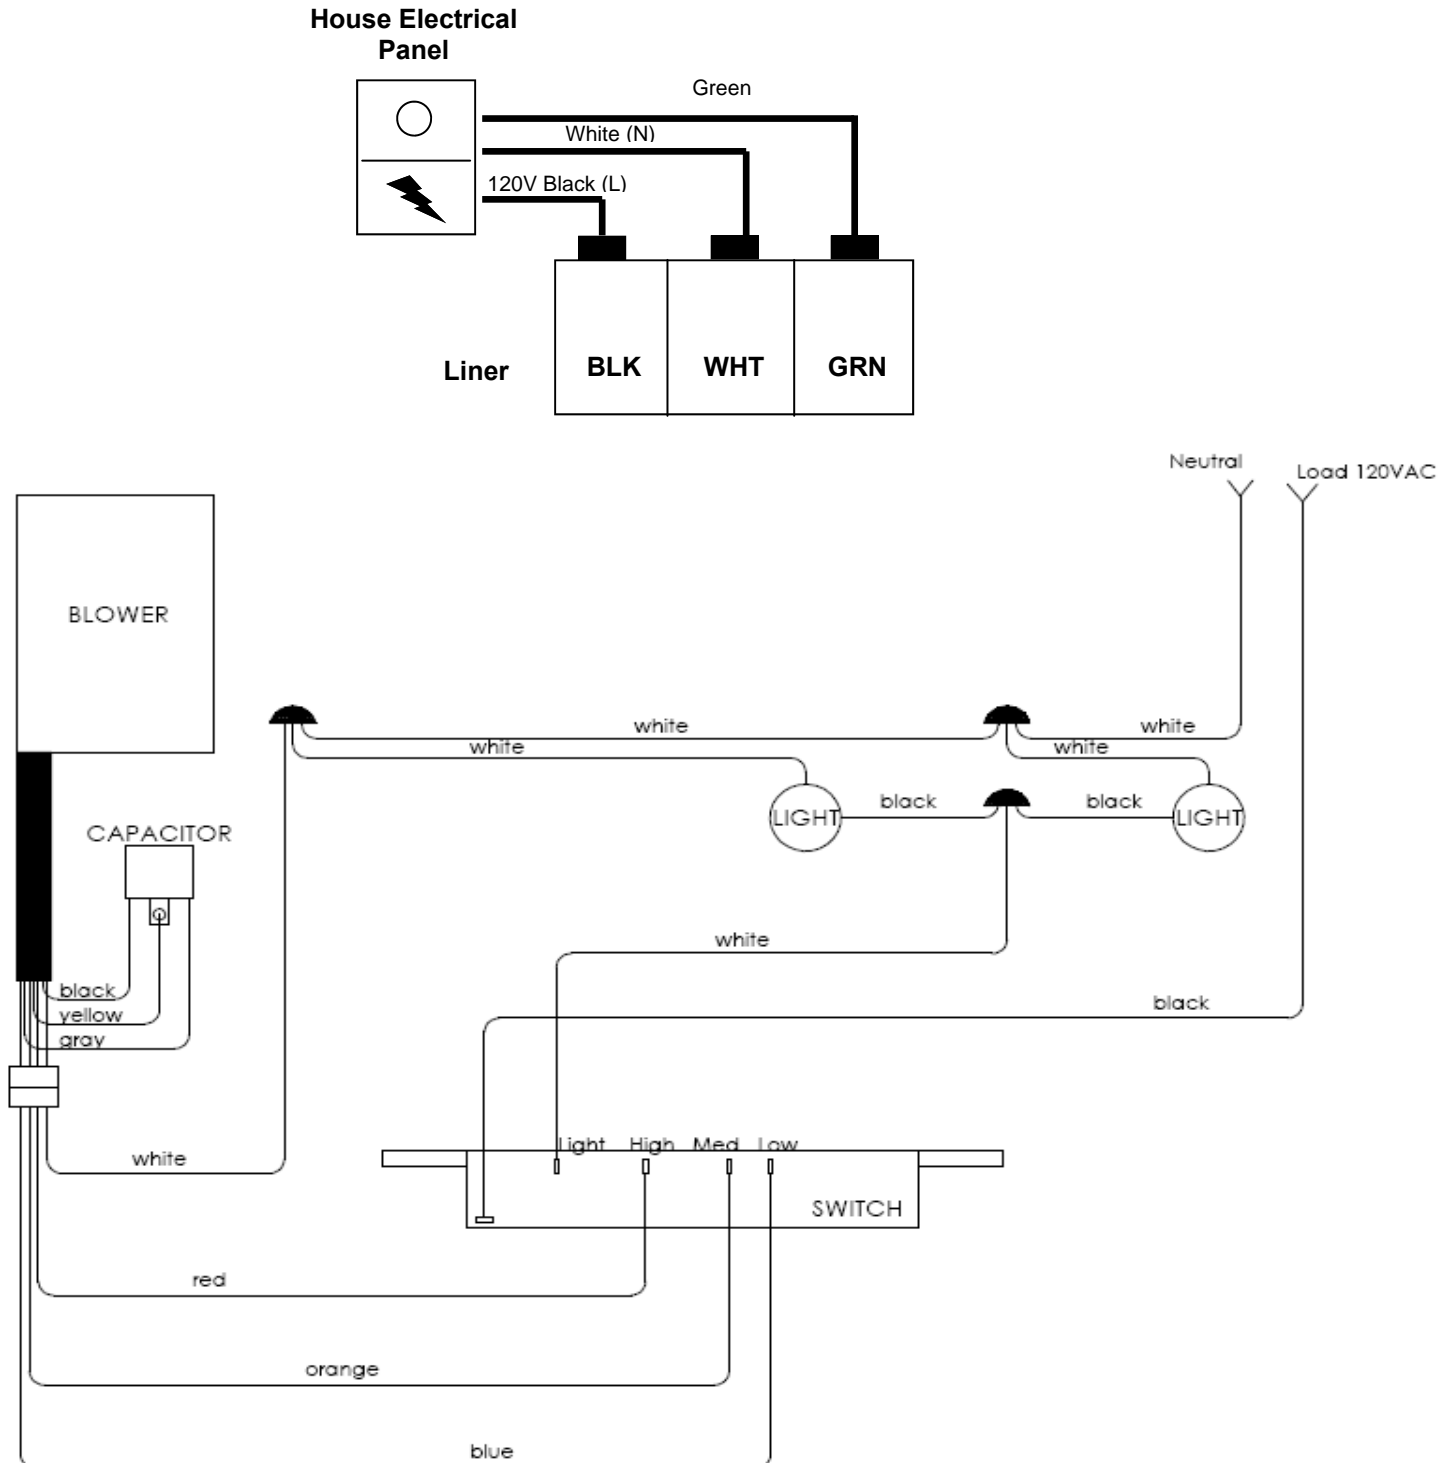 House Electrical
Panel
Green
White (N)
120V Black (L)
Liner
BLK
WHT
GRN
Neutral
Load 120VAC
BLOWER
white
white
white
white
LIGHT
black
black
LIGHT
CAPACITOR
white
black
yellow
gray
black
white
Light
High
Med
Low
SWITCH
red
orange
blue